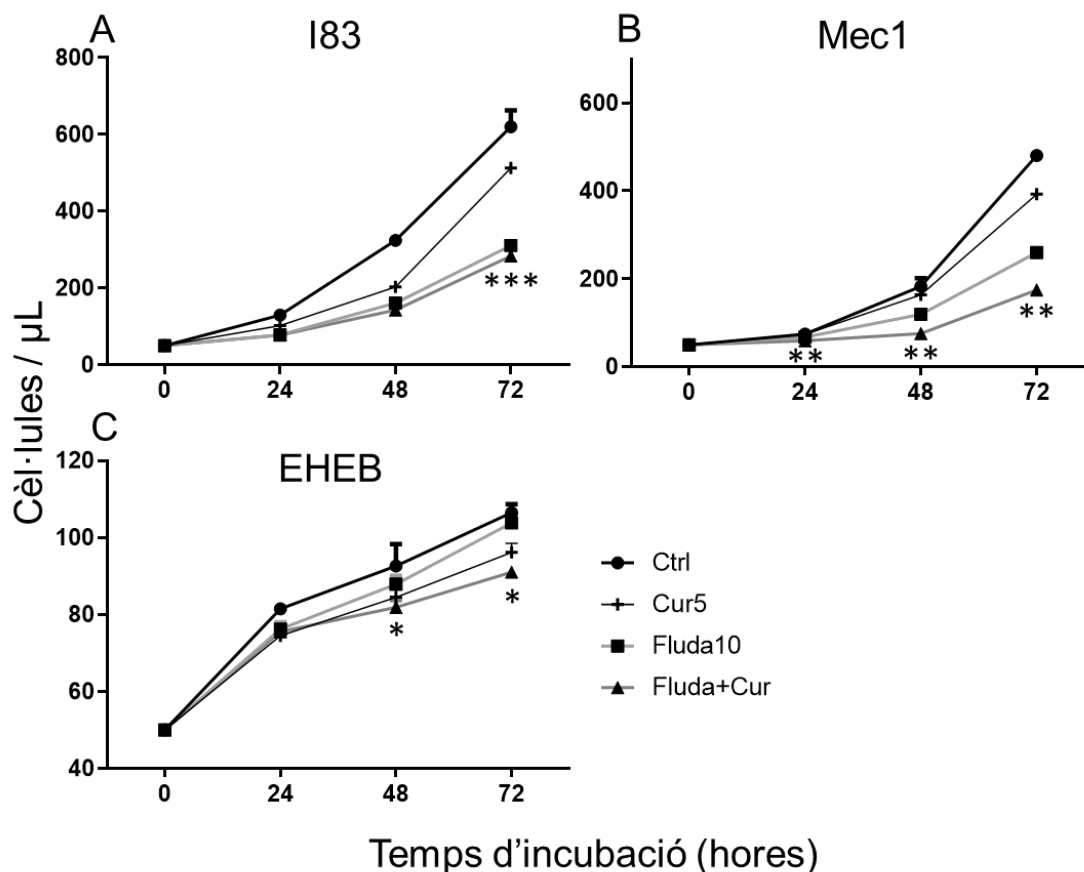 A
I83
800
600
400
200
0
0 24 48 72
***
B
Mec1
600
400
200
0
0 24 48 72
** ** **
C
EHEB
120
100
80
60
40
0 24 48 72
* *
Cèl·lules / µL
Ctrl
Cur5
Fluda10
Fluda+Cur
Temps d’incubació (hores)